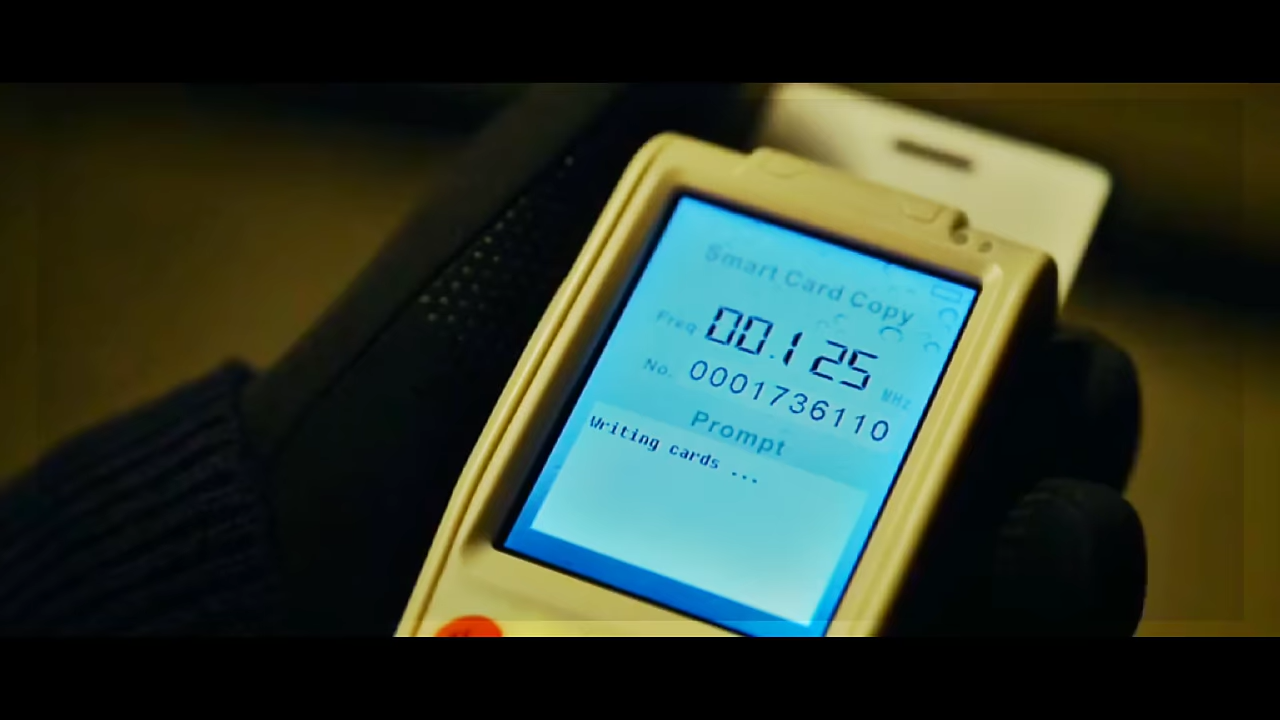 Smart Card Copy
Freq 00.125 MHz
No. 0001736110
Prompt
Writing cards ...